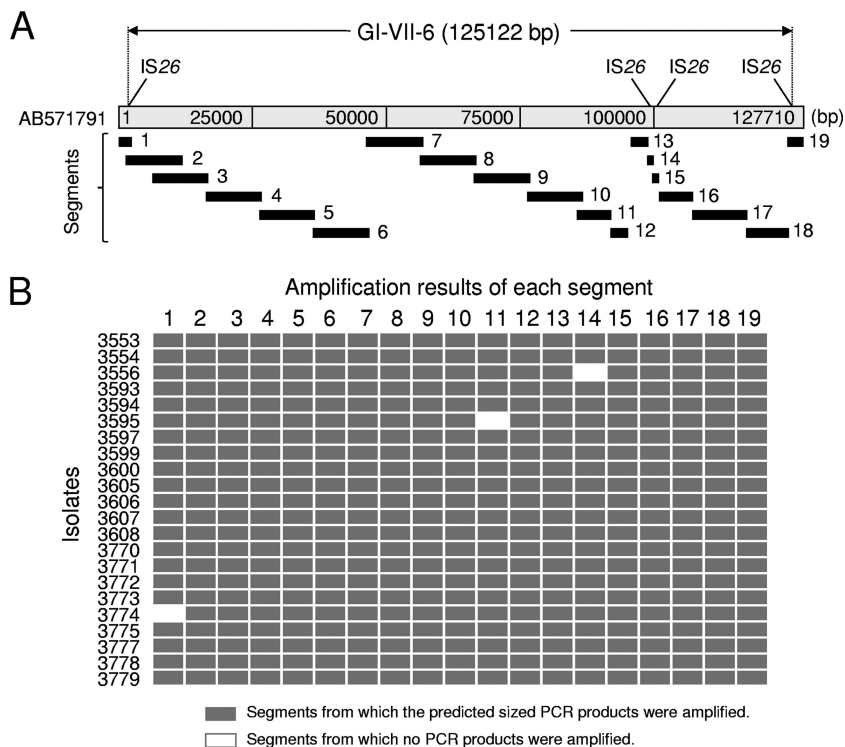 A
GI-VII-6 (125122 bp)
IS26 IS26 IS26 IS26
AB571791 1 25000 50000 75000 100000 127710 (bp)
Segments
1 7 13 19
2 8 14
3 9 15
4 10 16
5 11 17
6 12 18
B
Amplification results of each segment
1 2 3 4 5 6 7 8 9 10 11 12 13 14 15 16 17 18 19
Isolates
3553
3554
3556
3593
3594
3595
3597
3599
3600
3605
3606
3607
3608
3770
3771
3772
3773
3774
3775
3777
3778
3779
Segments from which the predicted sized PCR products were amplified.
Segments from which no PCR products were amplified.